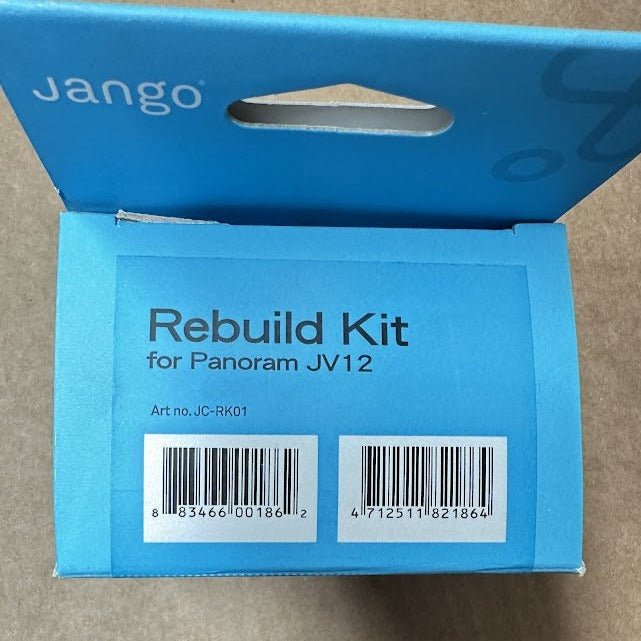 Jango
Rebuild Kit
for Panoram JV12
Art no. JC-RK01
8 83466 00186 2
4 712511 821864